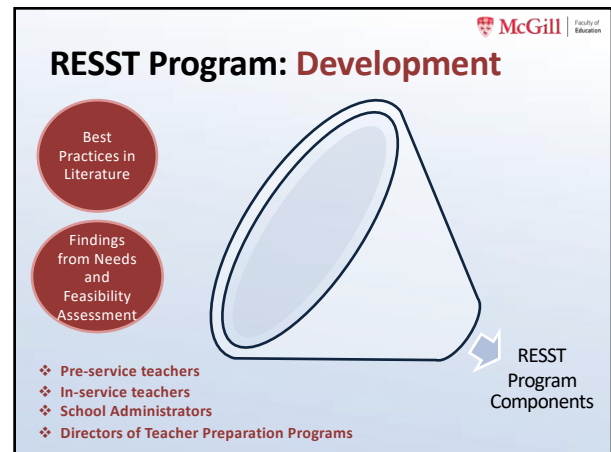 McGill
Faculty of
Education
RESST Program: Development
Best
Practices in
Literature
Findings
from Needs
and
Feasibility
Assessment
❖ Pre-service teachers
❖ In-service teachers
❖ School Administrators
❖ Directors of Teacher Preparation Programs
RESST
Program
Components